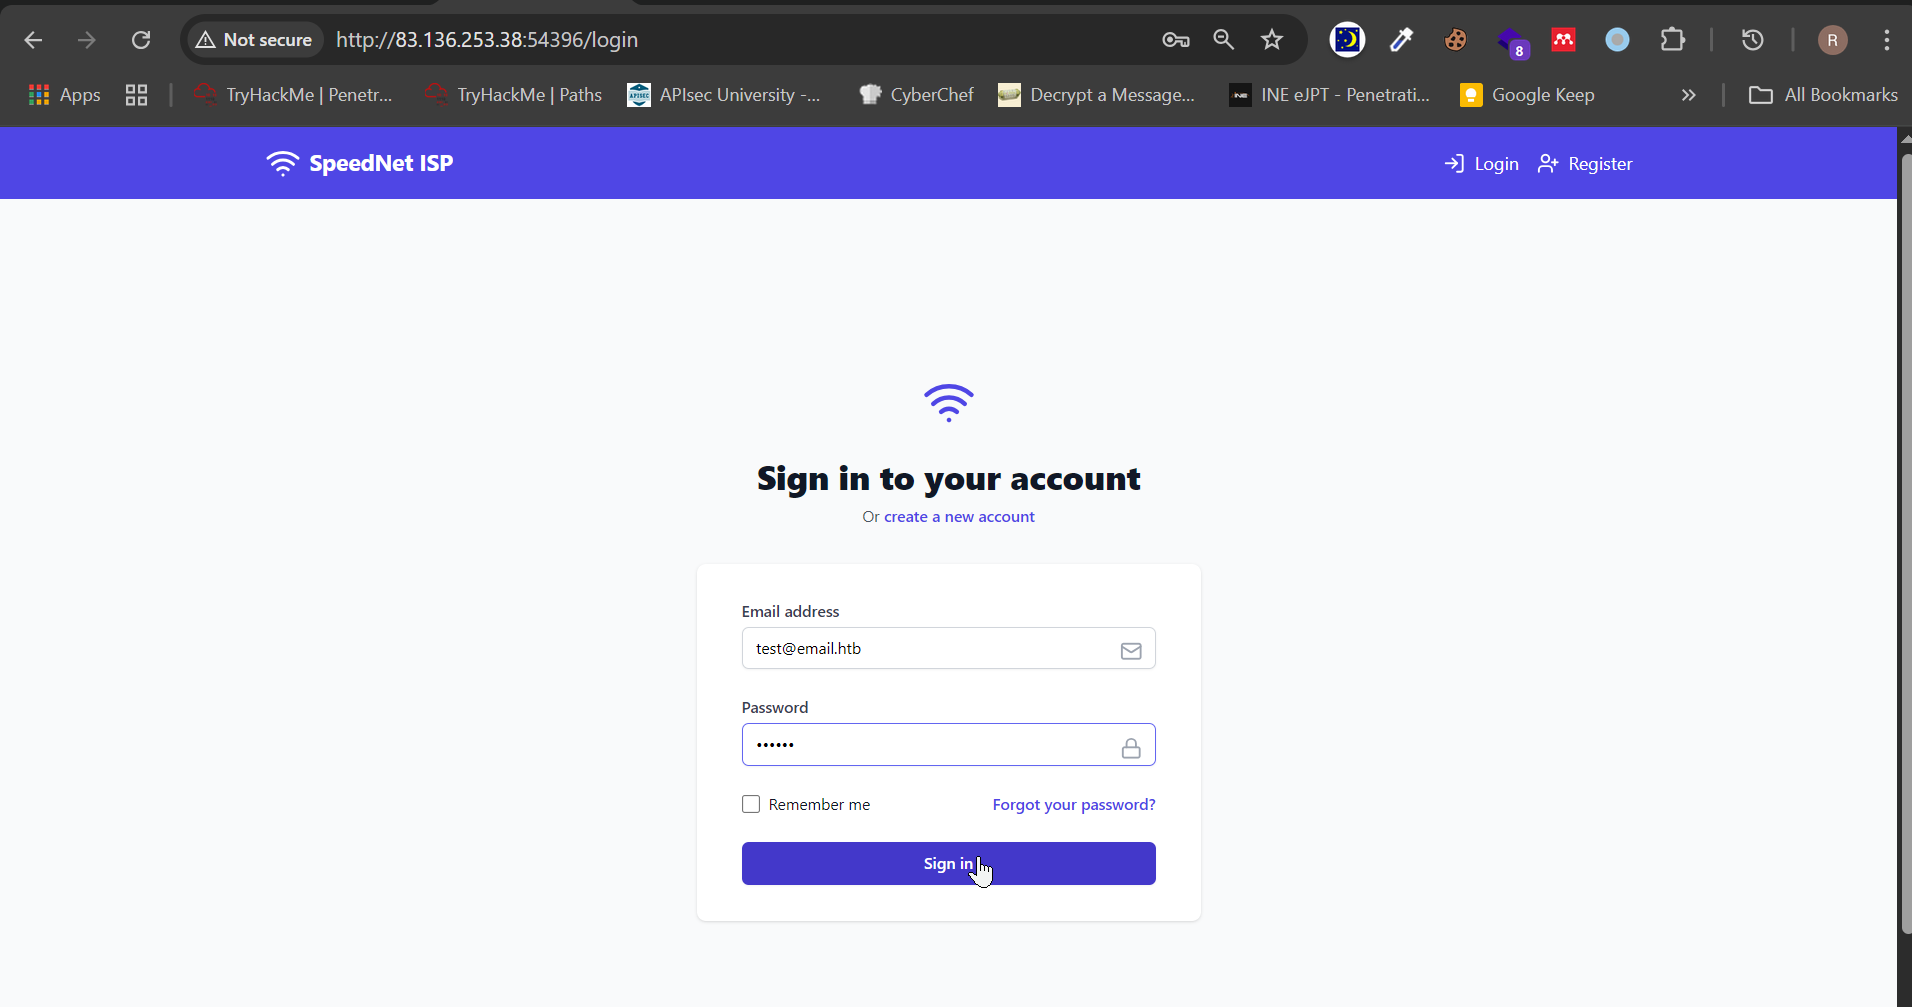 Not secure http://83.136.253.38:54396/login 8 R
Apps TryHackMe | Penetr... TryHackMe | Paths APIsec University -... CyberChef Decrypt a Message... INE eJPT - Penetrati... Google Keep » All Bookmarks
SpeedNet ISP Login Register
Sign in to your account
Or create a new account
Email address
test@email.htb
Password
••••••
Remember me Forgot your password?
Sign in